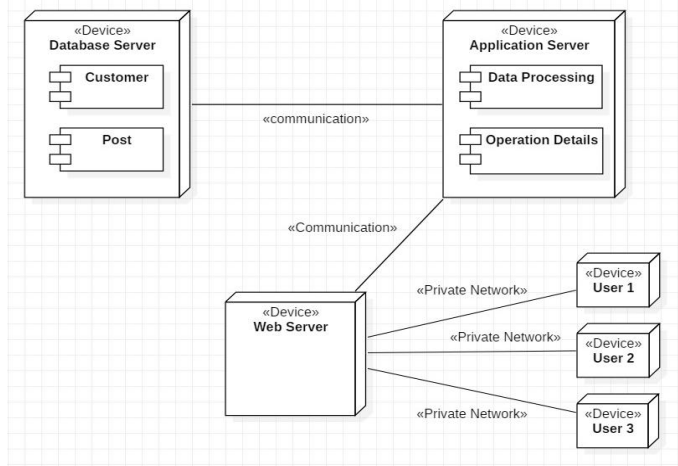 «Device»
Database Server
Customer
Post
«communication»
«Device»
Application Server
Data Processing
Operation Details
«Communication»
«Device»
Web Server
«Private Network»
«Device»
User 1
«Private Network»
«Device»
User 2
«Private Network»
«Device»
User 3